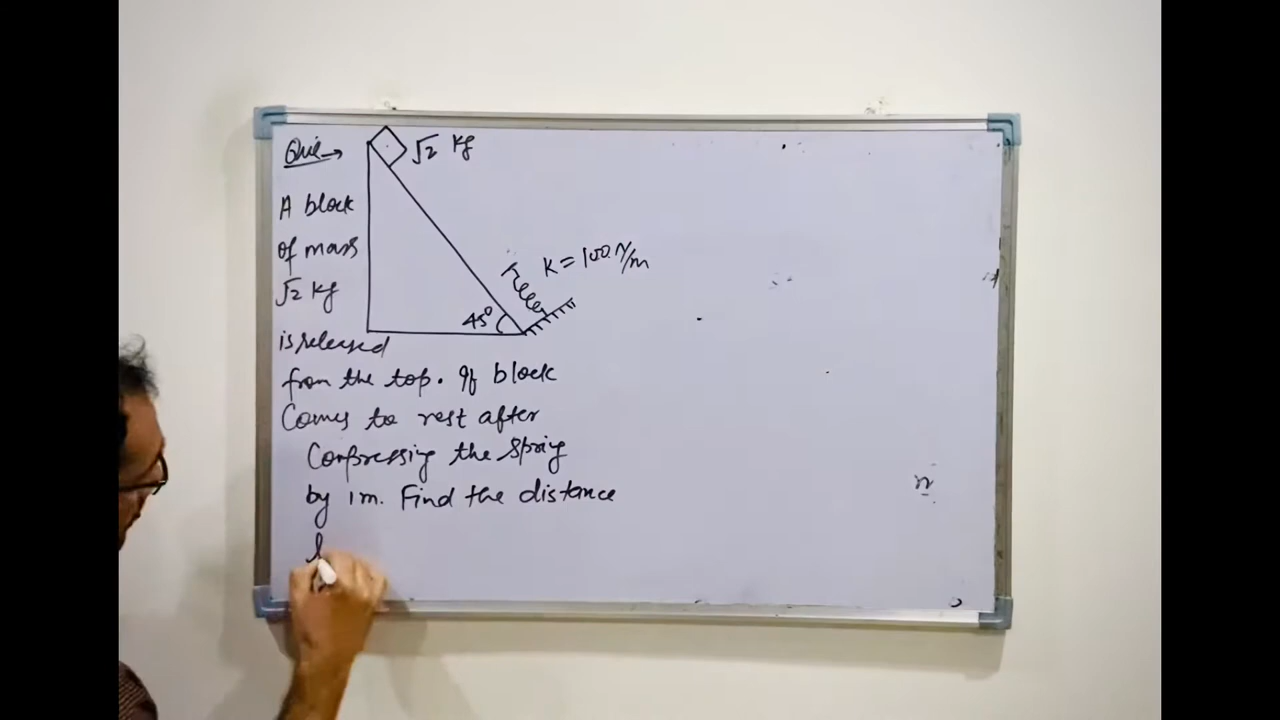 Que→
√2 kg
A block
of mass
√2 kg
K = 100 N/m
45°
is released
from the top. If block
Comes to rest after
Compressing the spring
by 1m. Find the distance